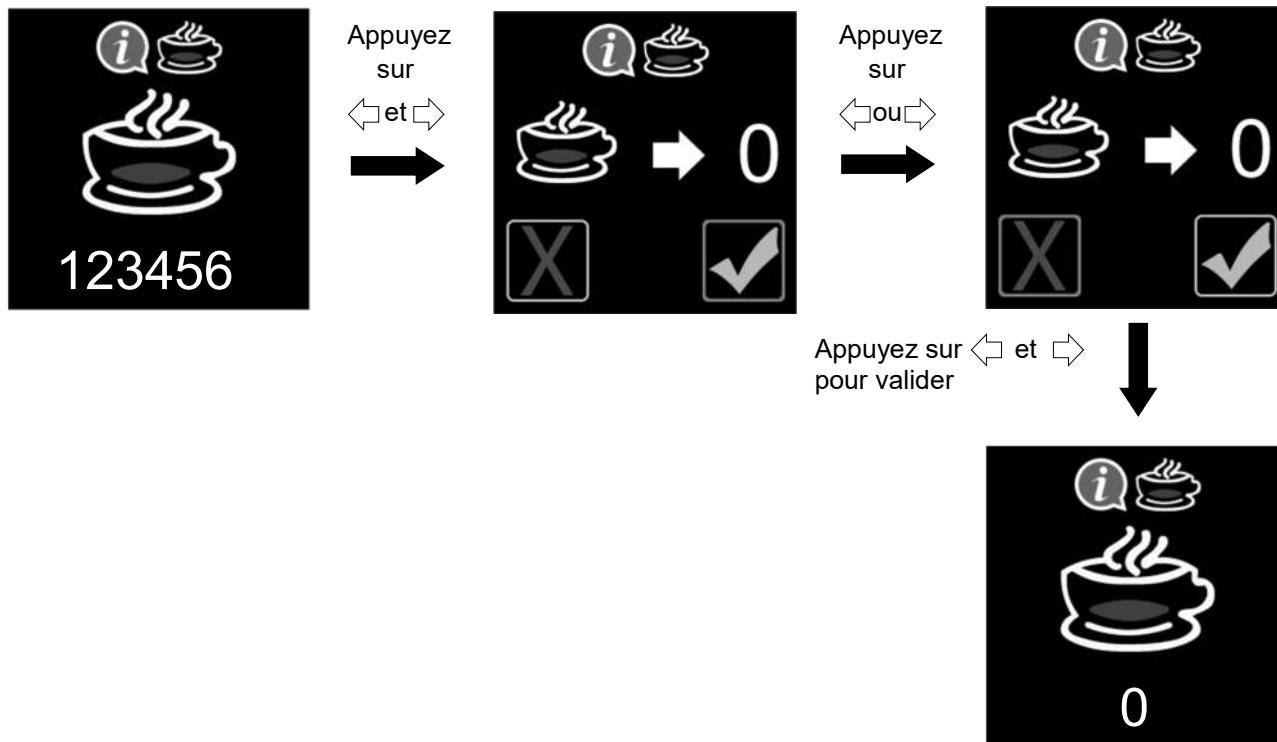 i
123456
Appuyez
sur
et
i
0
X
Appuyez
sur
ou
i
0
X
Appuyez sur et
pour valider
i
0